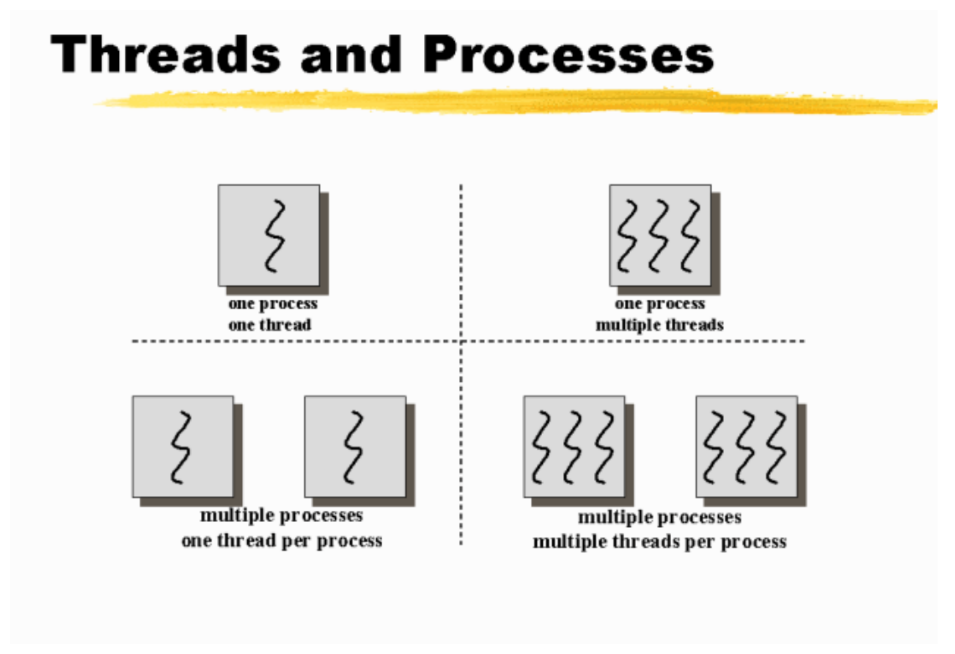 Threads and Processes
one process
one thread
one process
multiple threads
multiple processes
one thread per process
multiple processes
multiple threads per process